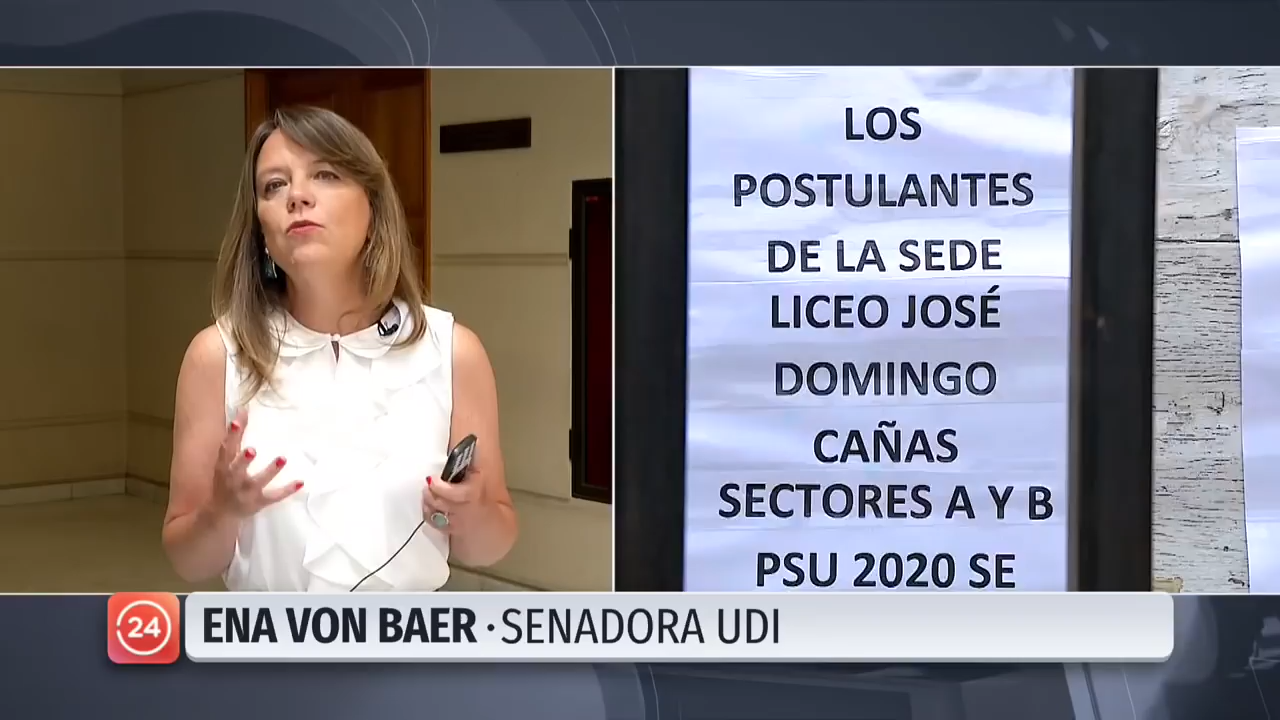 LOS
POSTULANTES
DE LA SEDE
LICEO JOSÉ
DOMINGO
CAÑAS
SECTORES A Y B
PSU 2020 SE
24
ENA VON BAER · SENADORA UDI